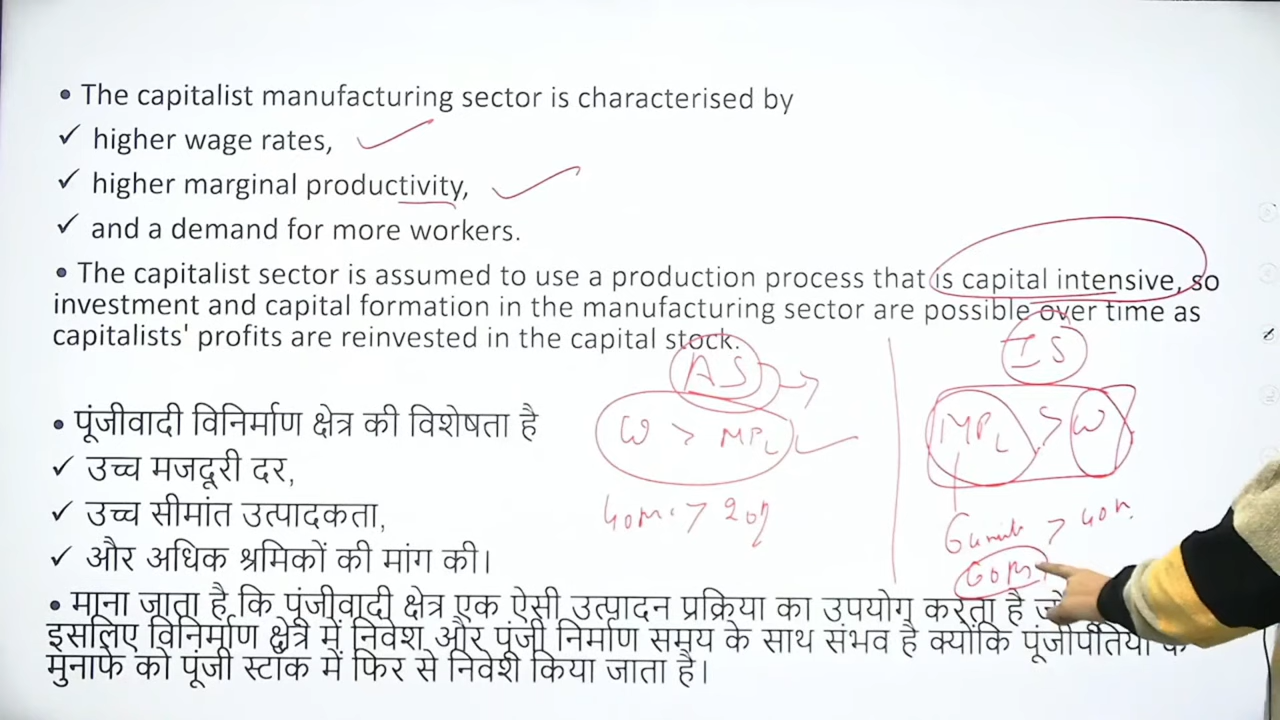 • The capitalist manufacturing sector is characterised by
✓ higher wage rates,
✓ higher marginal productivity,
✓ and a demand for more workers.
• The capitalist sector is assumed to use a production process that is capital intensive, so
investment and capital formation in the manufacturing sector are possible over time as
capitalists' profits are reinvested in the capital stock.
AS
IS
W > MPL
MPL > W
• पूंजीवादी विनिर्माण क्षेत्र की विशेषता है
✓ उच्च मजदूरी दर,
✓ उच्च सीमांत उत्पादकता,
✓ और अधिक श्रमिकों की मांग की।
• माना जाता है कि पूंजीवादी क्षेत्र एक ऐसी उत्पादन प्रक्रिया का उपयोग करता है
इसलिए विनिर्माण क्षेत्र में निवेश और पूंजी निर्माण समय के साथ संभव है क्योंकि
मुनाफे को पूंजी स्टॉक में फिर से निवेश किया जाता है।